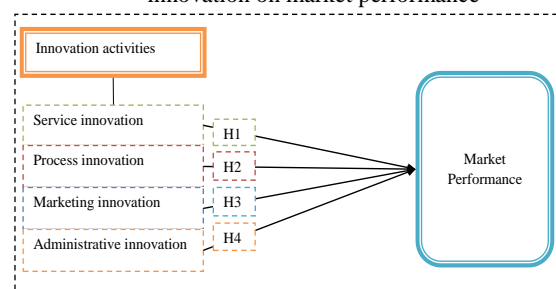 innovation on market performance
Innovation activities
Service innovation
H1
Process innovation
H2
Marketing innovation
H3
Administrative innovation
H4
Market
Performance